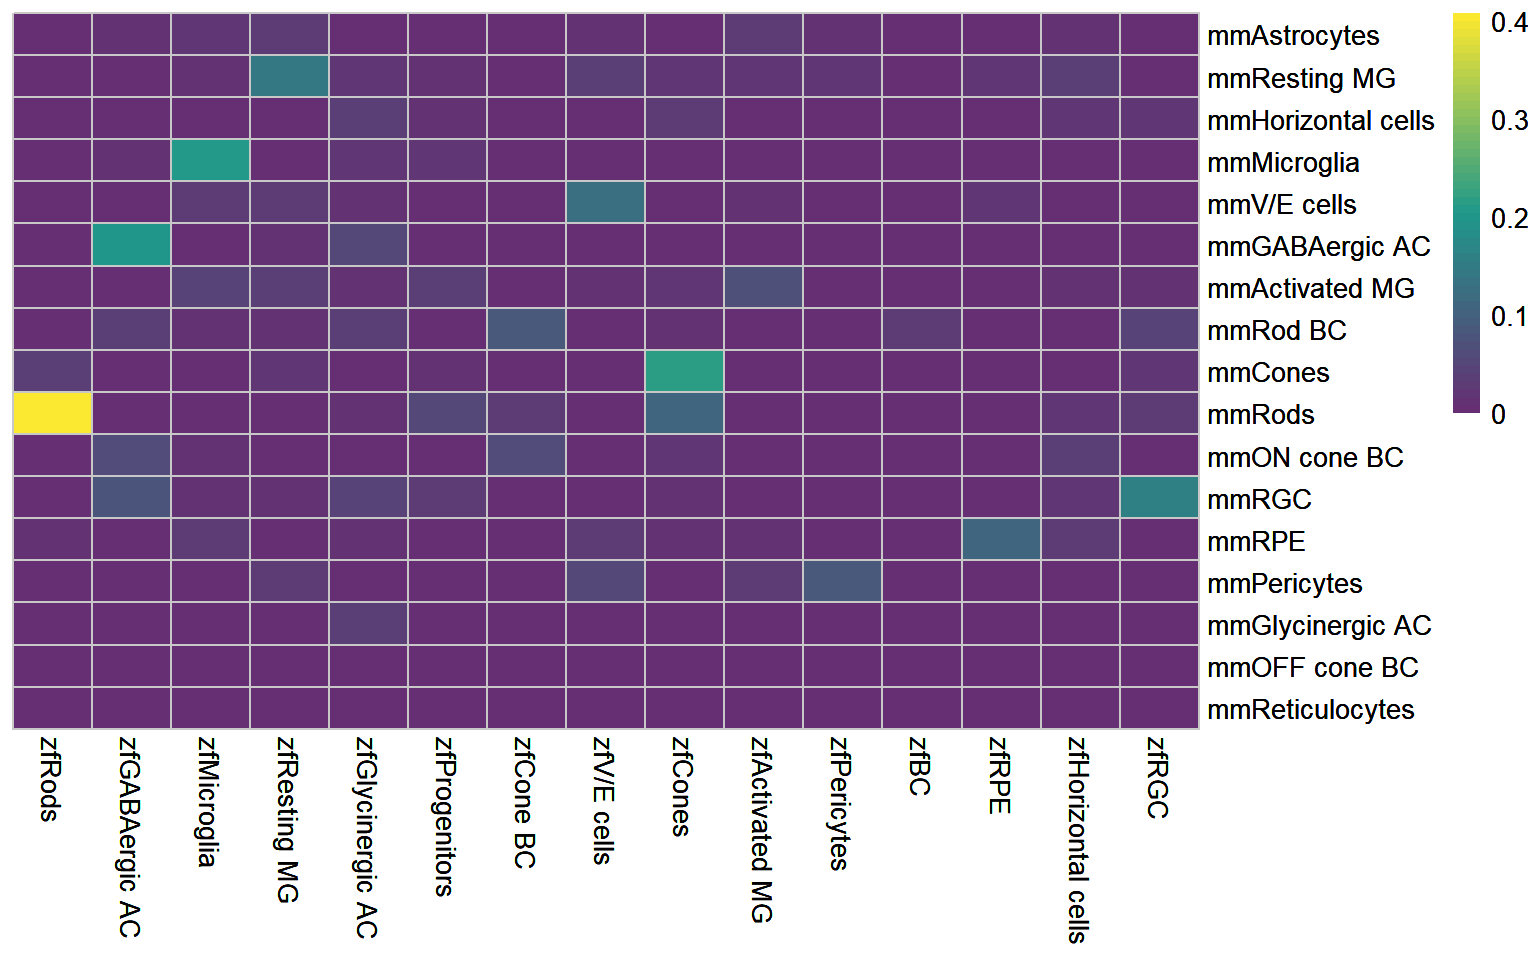 mmAstrocytes
mmResting MG
mmHorizontal cells
mmMicroglia
mmV/E cells
mmGABAergic AC
mmActivated MG
mmRod BC
mmCones
mmRods
mmON cone BC
mmRGC
mmRPE
mmPericytes
mmGlycinergic AC
mmOFF cone BC
mmReticulocytes
0.4
0.3
0.2
0.1
0
zfRods
zfGABAergic AC
zfMicroglia
zfResting MG
zfGlycinergic AC
zfProgenitors
zfCone BC
zfV/E cells
zfCones
zfActivated MG
zfPericytes
zfBC
zfRPE
zfHorizontal cells
zfRGC